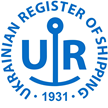 UKRAINIAN REGISTER OF SHIPPING
UR
· 1931 ·